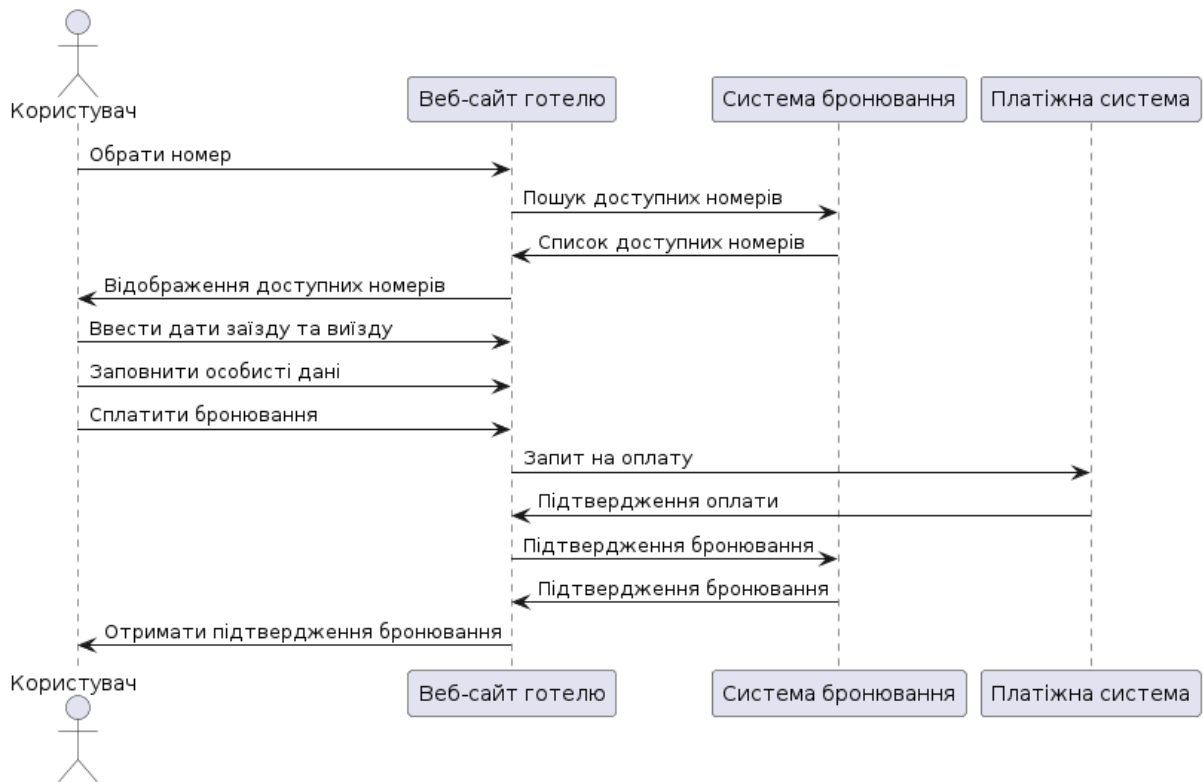 Користувач
Веб-сайт готелю
Система бронювання
Платіжна система
Обрати номер
Пошук доступних номерів
Список доступних номерів
Відображення доступних номерів
Ввести дати заїзду та виїзду
Заповнити особисті дані
Сплатити бронювання
Запит на оплату
Підтвердження оплати
Підтвердження бронювання
Підтвердження бронювання
Отримати підтвердження бронювання
Користувач
Веб-сайт готелю
Система бронювання
Платіжна система